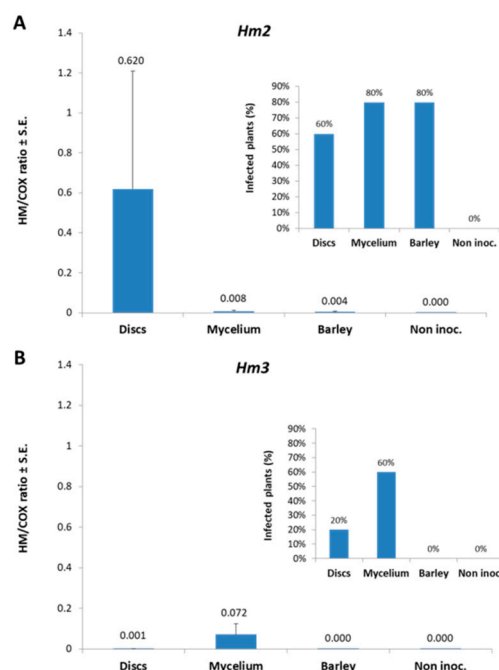 A
Hm2
HM/COX ratio ± S.E.
1.4
1.2
1
0.8
0.6
0.4
0.2
0
0.620
0.008
0.004
0.000
Discs
Mycelium
Barley
Non inoc.
Infected plants (%)
90%
80%
70%
60%
50%
40%
30%
20%
10%
0%
60%
80%
80%
0%
Discs
Mycelium
Barley
Non inoc.
B
Hm3
HM/COX ratio ± S.E.
1.4
1.2
1
0.8
0.6
0.4
0.2
0
0.001
0.072
0.000
0.000
Discs
Mycelium
Barley
Non inoc.
Infected plants (%)
90%
80%
70%
60%
50%
40%
30%
20%
10%
0%
20%
60%
0%
0%
Discs
Mycelium
Barley
Non inoc.